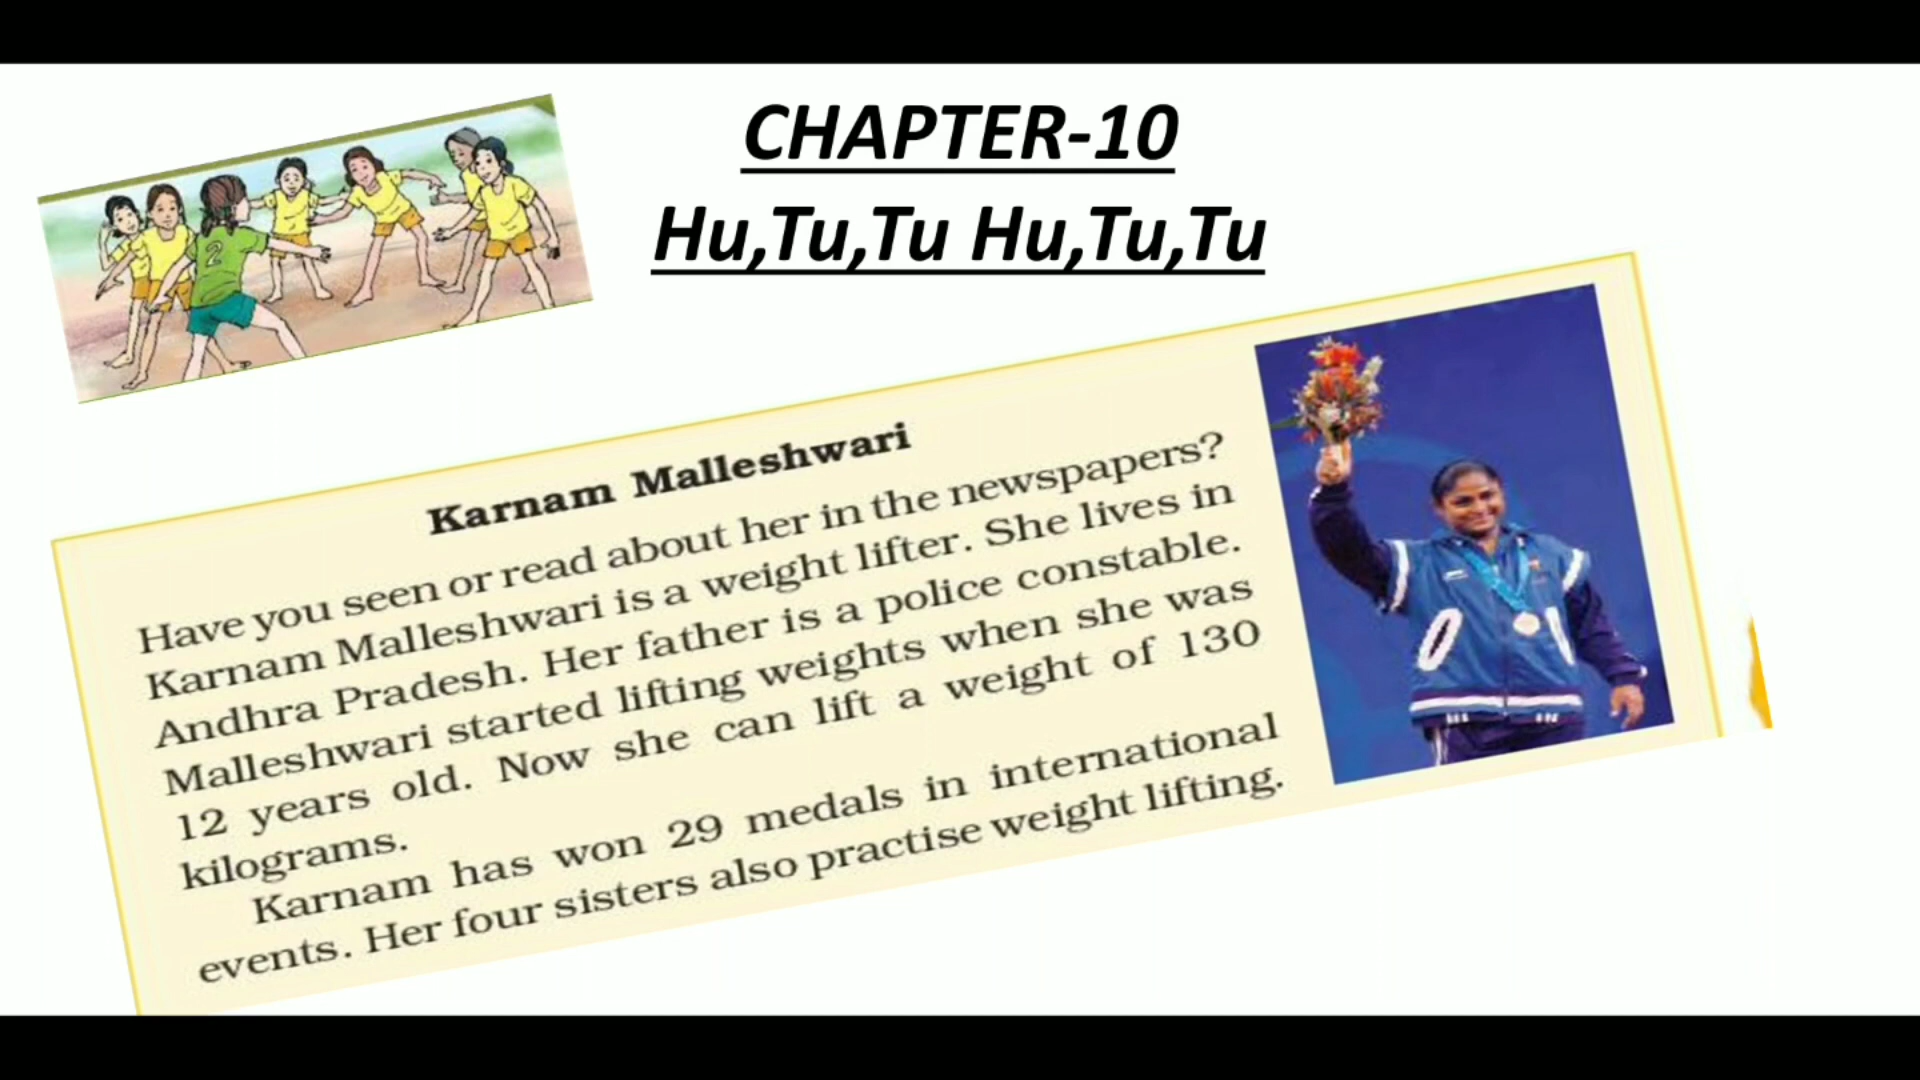 CHAPTER-10
Hu,Tu,Tu Hu,Tu,Tu
2
Karnam Malleshwari
Have you seen or read about her in the newspapers?
Karnam Malleshwari is a weight lifter. She lives in
Andhra Pradesh. Her father is a police constable.
Malleshwari started lifting weights when she was
12 years old. Now she can lift a weight of 130
kilograms.
Karnam has won 29 medals in international
events. Her four sisters also practise weight lifting.